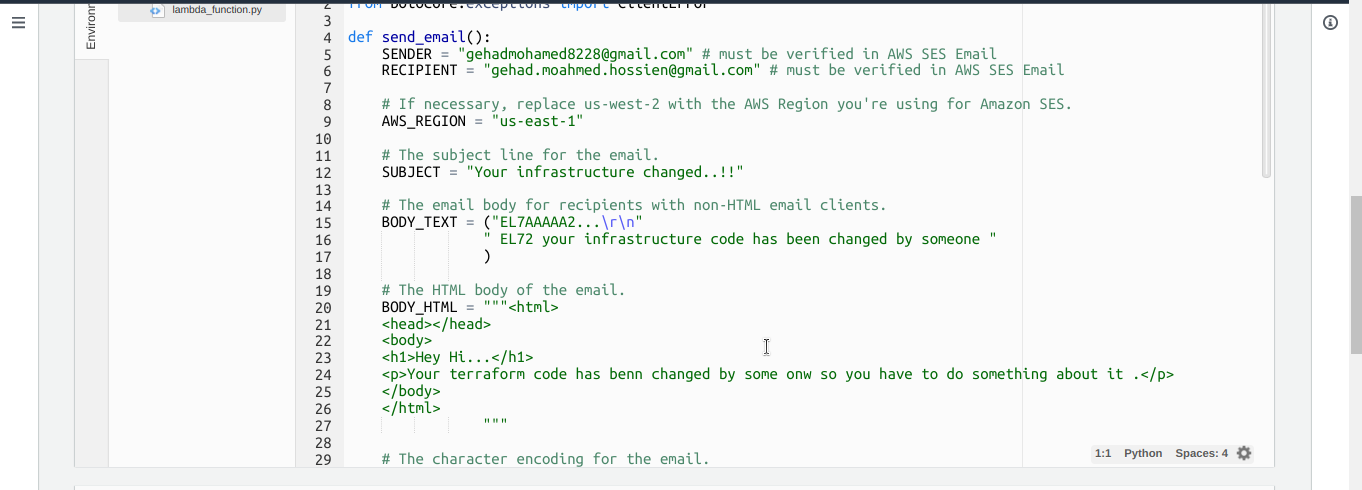 lambda_function.py
Environ
2 from botocore.exceptions import ClientError
3
4 def send_email():
5 SENDER = "gehadmohamed8228@gmail.com" # must be verified in AWS SES Email
6 RECIPIENT = "gehad.moahmed.hossien@gmail.com" # must be verified in AWS SES Email
7
8 # If necessary, replace us-west-2 with the AWS Region you're using for Amazon SES.
9 AWS_REGION = "us-east-1"
10
11 # The subject line for the email.
12 SUBJECT = "Your infrastructure changed..!!"
13
14 # The email body for recipients with non-HTML email clients.
15 BODY_TEXT = ("EL7AAAAA2...\r\n"
16 " EL72 your infrastructure code has been changed by someone "
17 )
18
19 # The HTML body of the email.
20 BODY_HTML = """<html>
21 <head></head>
22 <body>
23 <h1>Hey Hi...</h1>
24 <p>Your terraform code has benn changed by some onw so you have to do something about it .</p>
25 </body>
26 </html>
27 """
28
29 # The character encoding for the email.
1:1 Python Spaces: 4